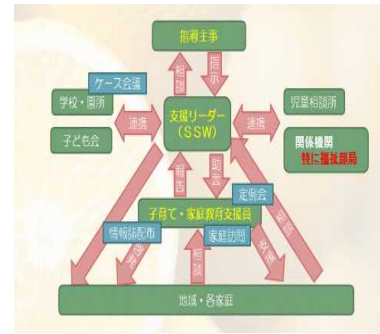 指導主事
ケース会議
相談
指示
学校・園所
子ども会
連携
支援リーダー
(SSW)
連携
児童相談所
関係機関
特に福祉部局
報告
助言
定例会
子育て・家庭教育支援員
情報誌配布
家庭訪問
相談
支援
相談
地域・各家庭